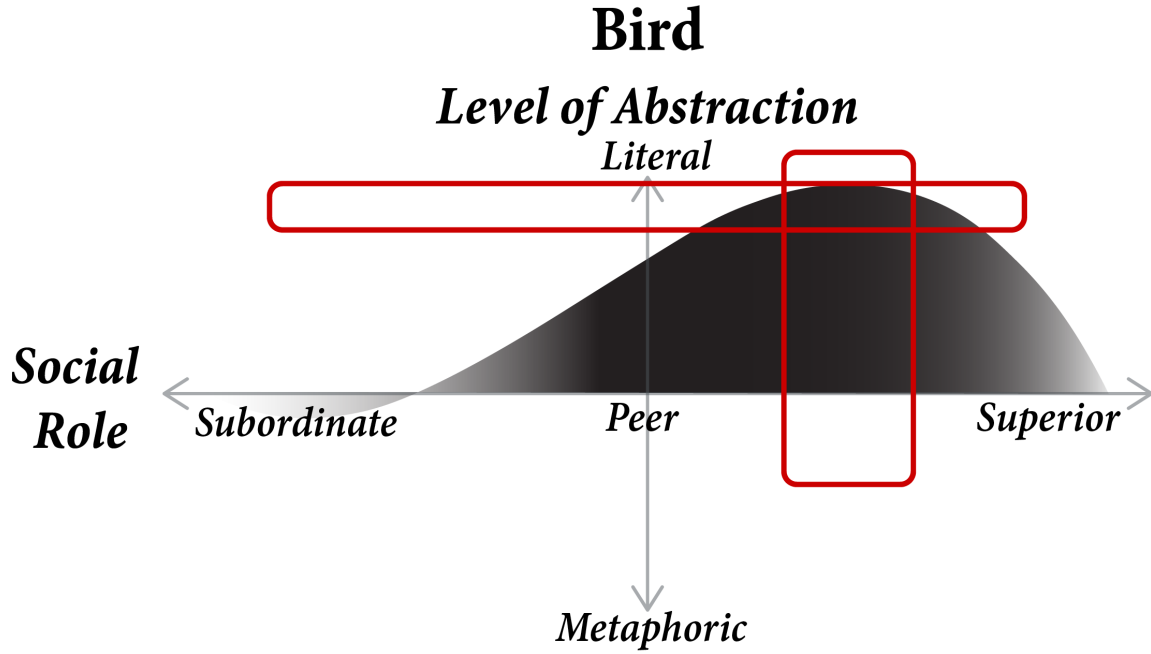 Bird
Level of Abstraction
Literal
Social
Role
Subordinate
Peer
Superior
Metaphoric